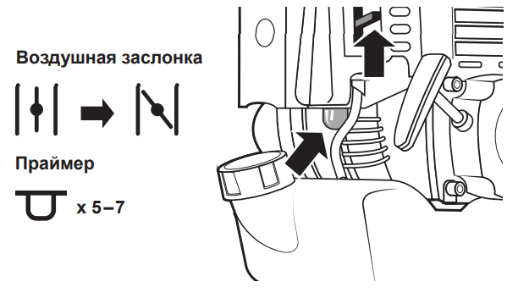 Воздушная заслонка
Праймер
x 5–7